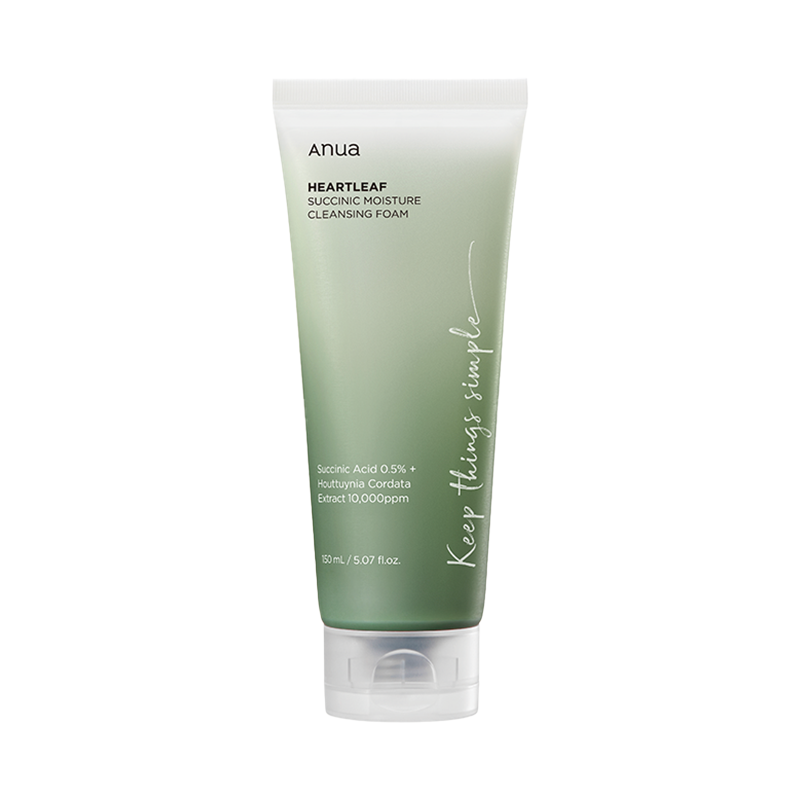 Anua
HEARTLEAF
SUCCINIC MOISTURE
CLEANSING FOAM
Keep things simple
Succinic Acid 0.5% +
Houttuynia Cordata
Extract 10,000ppm
150 mL / 5.07 fl.oz.